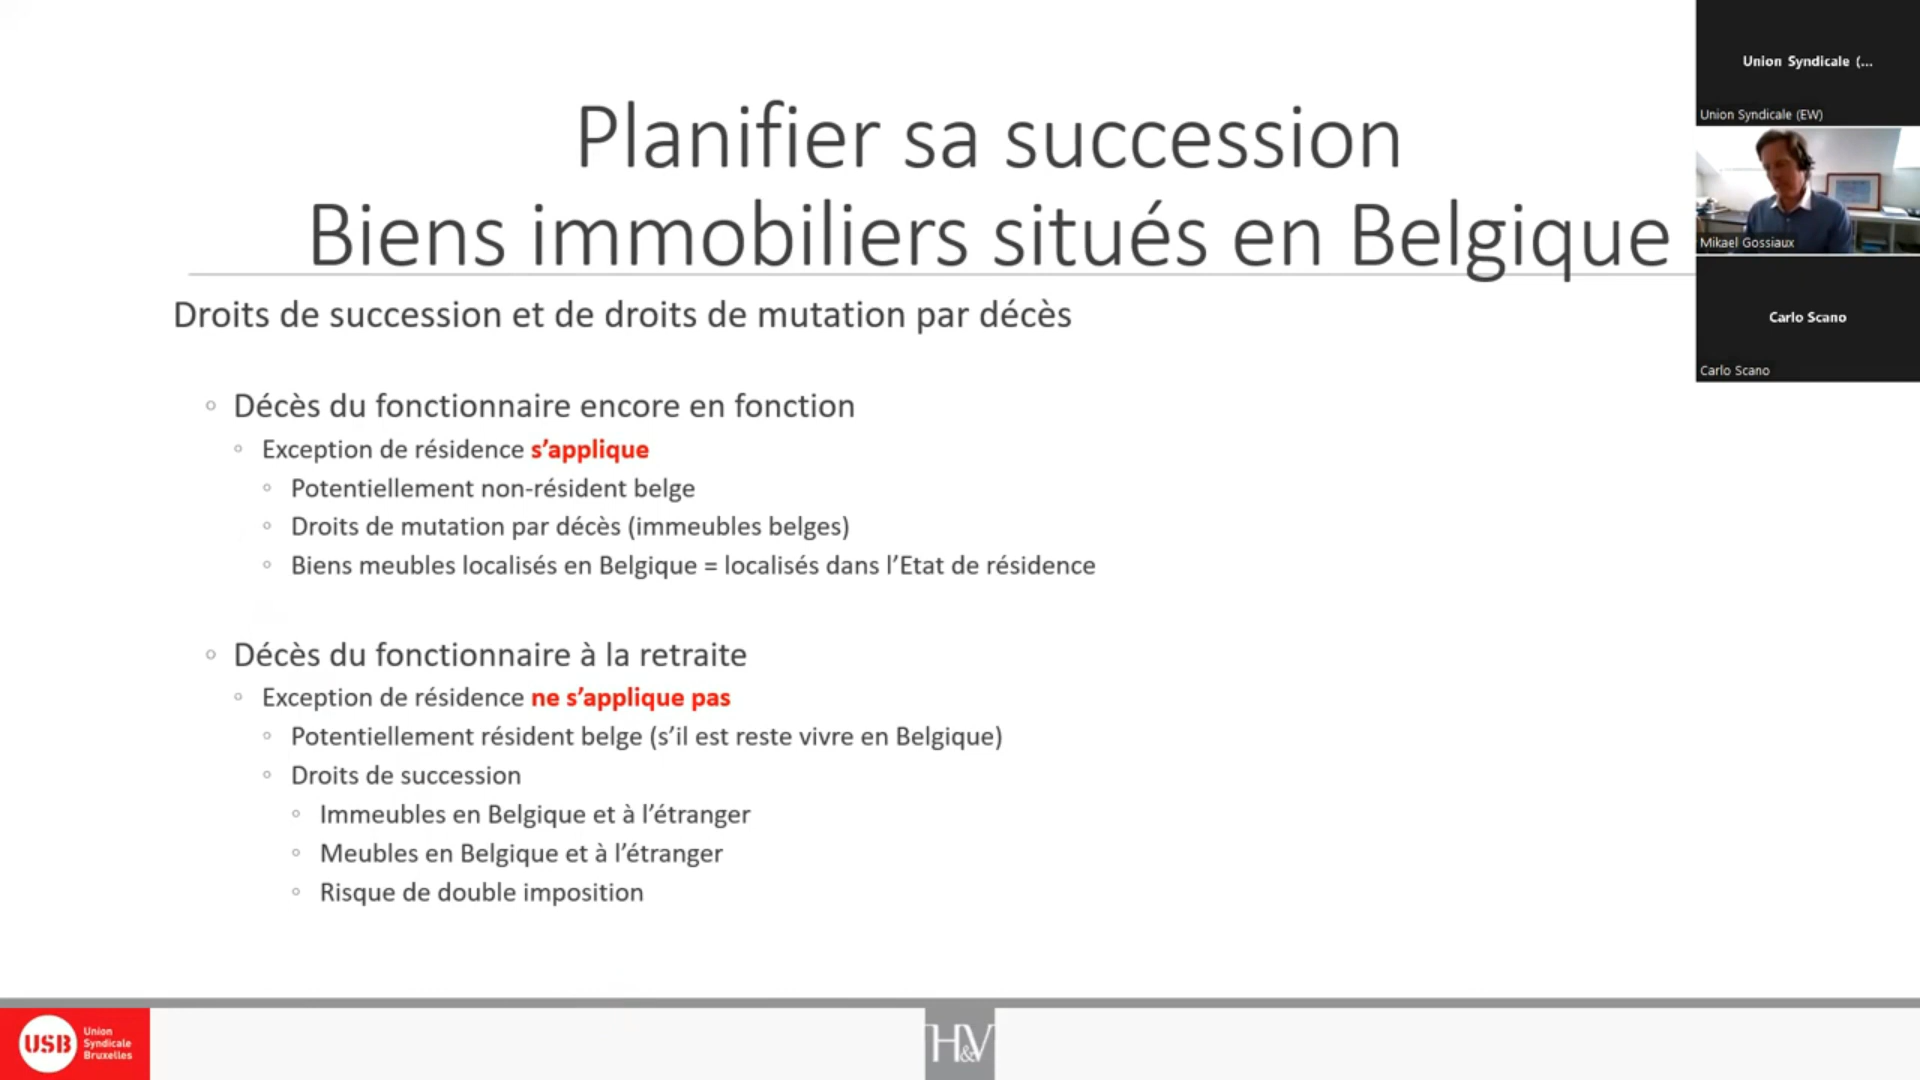 Planifier sa succession
Biens immobiliers situés en Belgique
Droits de succession et de droits de mutation par décès
Décès du fonctionnaire encore en fonction
Exception de résidence s’applique
Potentiellement non-résident belge
Droits de mutation par décès (immeubles belges)
Biens meubles localisés en Belgique = localisés dans l’Etat de résidence
Décès du fonctionnaire à la retraite
Exception de résidence ne s’applique pas
Potentiellement résident belge (s’il est reste vivre en Belgique)
Droits de succession
Immeubles en Belgique et à l’étranger
Meubles en Belgique et à l’étranger
Risque de double imposition
Union Syndicale (...
Union Syndicale (EW)
Mikael Gossiaux
Carlo Scano
Carlo Scano
USB
Union
Syndicale
Bruxelles
H&V